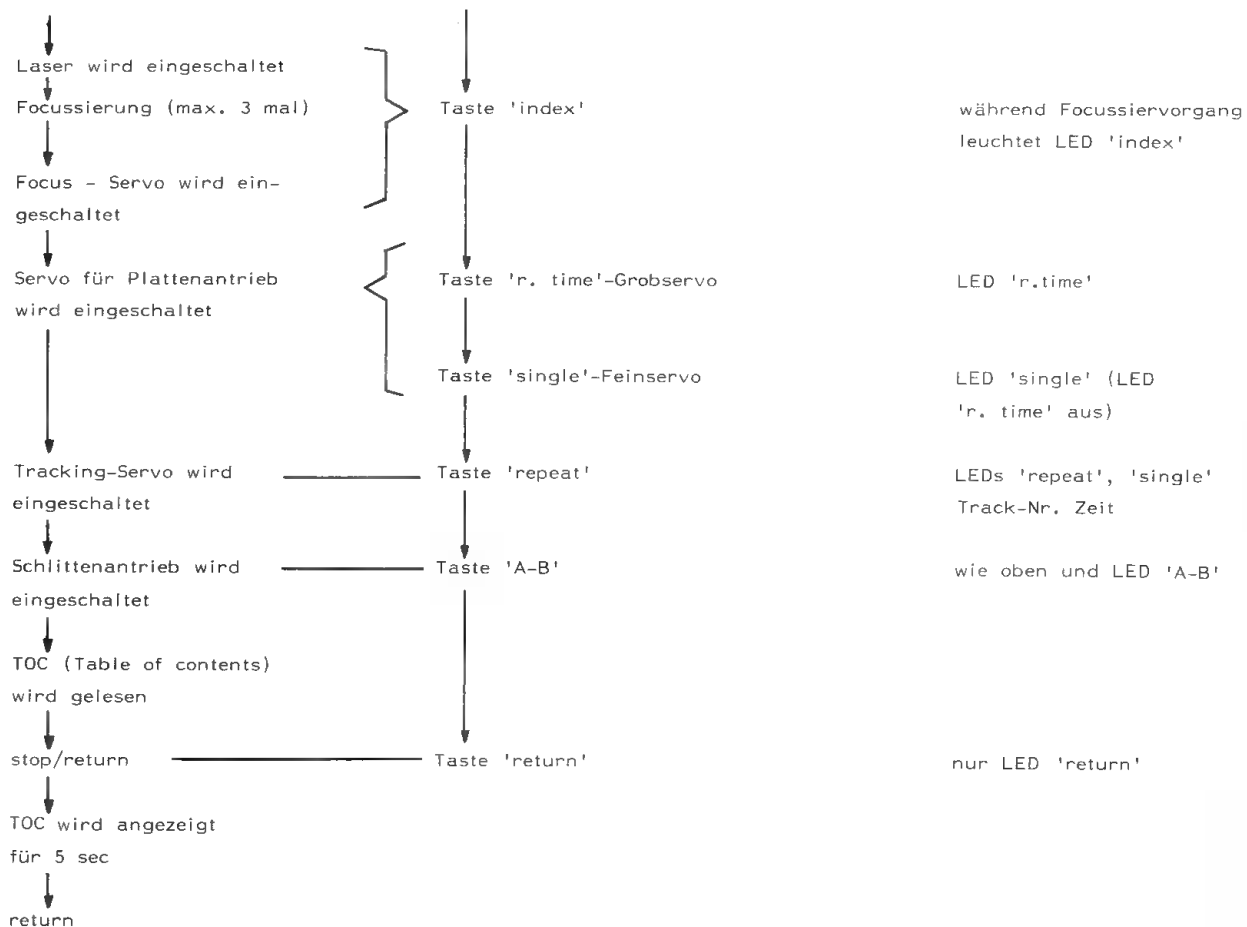 Laser wird eingeschaltet
Focussierung (max. 3 mal)
Taste 'index'
während Focussiervorgang
leuchtet LED 'index'
Focus - Servo wird ein-
geschaltet
Servo für Plattenantrieb
wird eingeschaltet
Taste 'r. time'-Grobservo
LED 'r.time'
Taste 'single'-Feinservo
LED 'single' (LED
'r. time' aus)
Tracking-Servo wird
eingeschaltet
Taste 'repeat'
LEDs 'repeat', 'single'
Track-Nr. Zeit
Schlittenantrieb wird
eingeschaltet
Taste 'A-B'
wie oben und LED 'A-B'
TOC (Table of contents)
wird gelesen
stop/return
Taste 'return'
nur LED 'return'
TOC wird angezeigt
für 5 sec
return